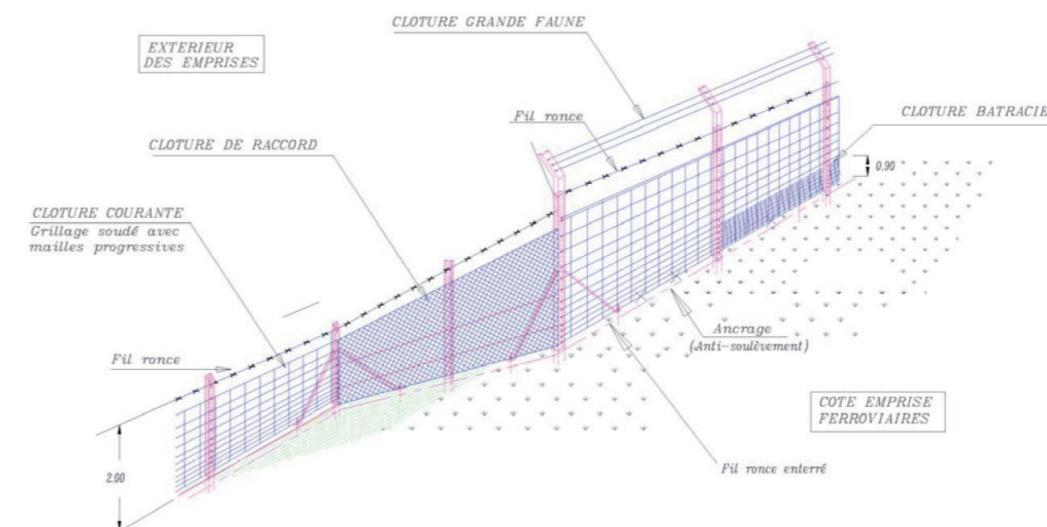 CLOTURE GRANDE FAUNE
EXTERIEUR
DES EMPRISES
Fil ronce
CLOTURE BATRACIE
CLOTURE DE RACCORD
0.90
CLOTURE COURANTE
Grillage soudé avec
mailles progressives
Ancrage
(Anti-soulèvement)
Fil ronce
COTE EMPRISE
FERROVIAIRES
Fil ronce enterré
2.00